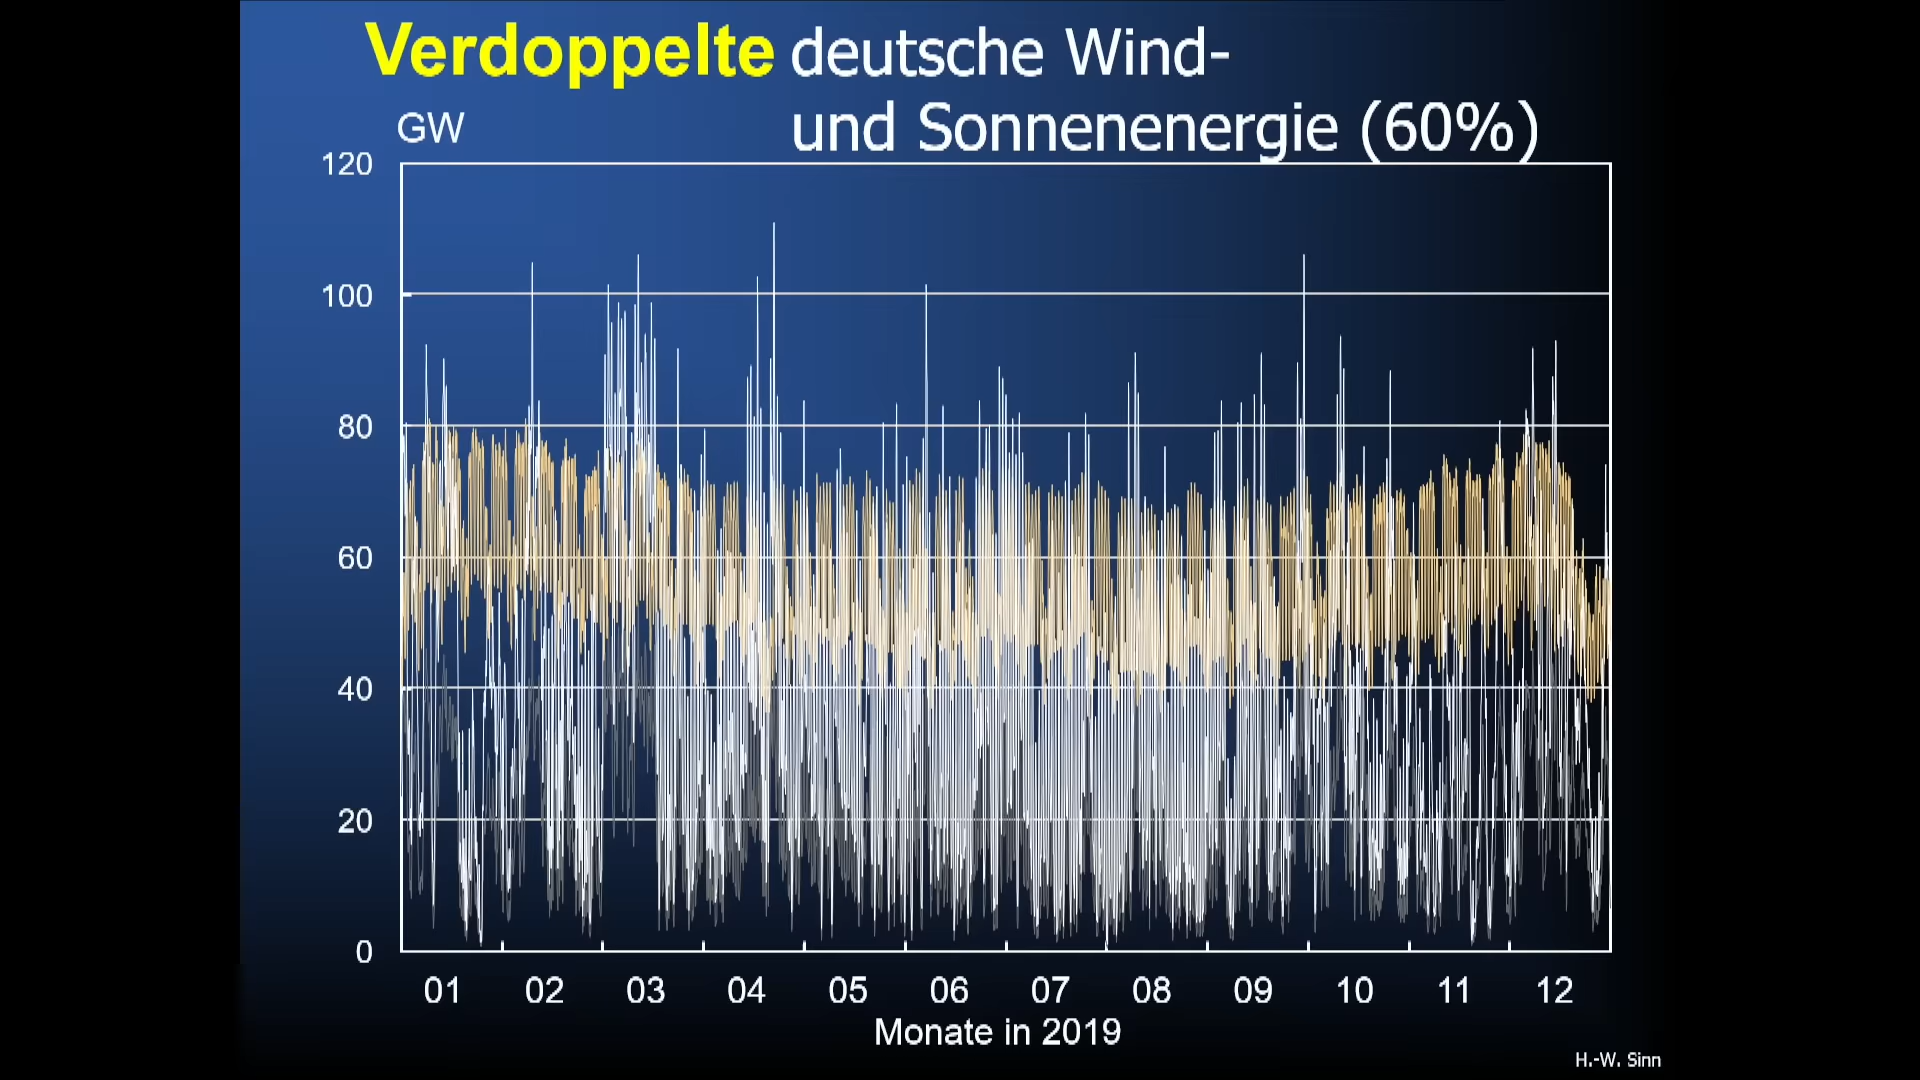 Verdoppelte deutsche Wind-
und Sonnenenergie (60%)
GW
120
100
80
60
40
20
0
01 02 03 04 05 06 07 08 09 10 11 12
Monate in 2019
H.-W. Sinn